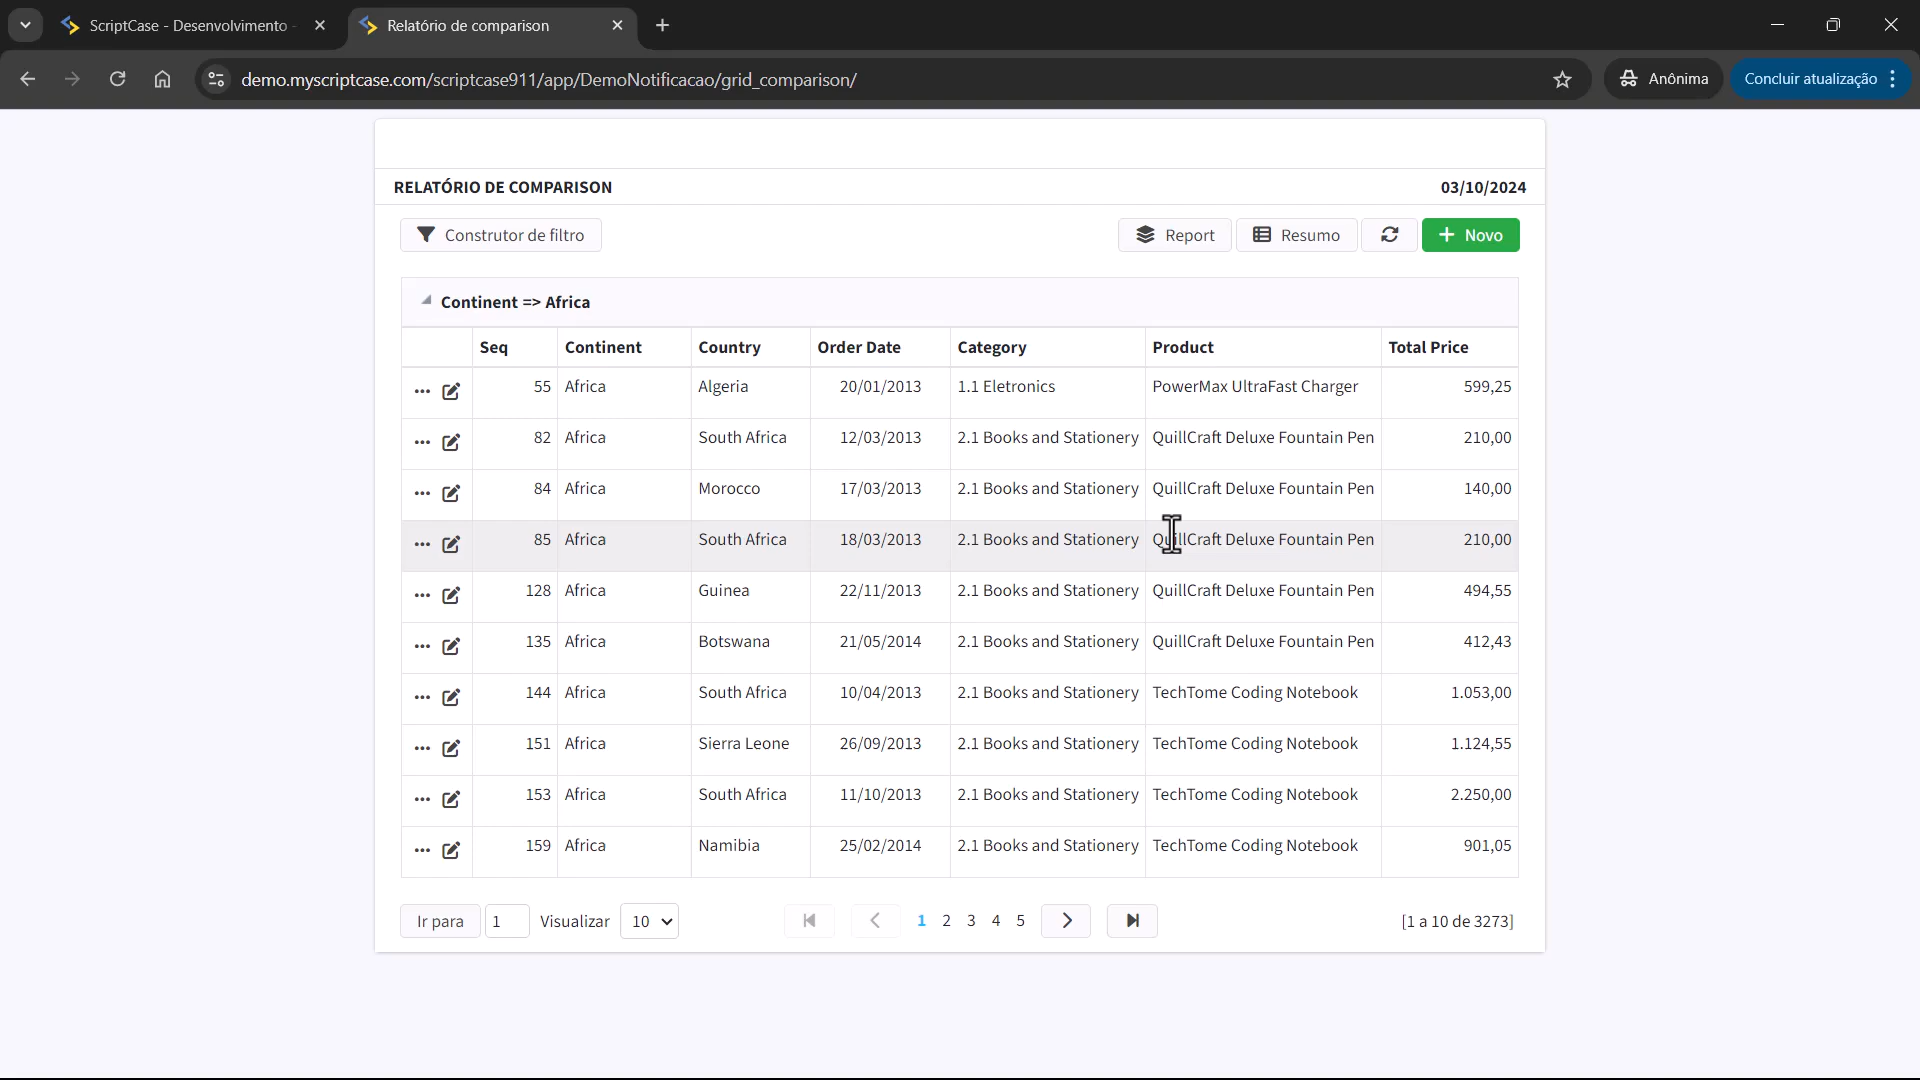 ScriptCase - Desenvolvimento -
Relatório de comparison
demo.myscriptcase.com/scriptcase911/app/DemoNotificacao/grid_comparison/
Anônima
Concluir atualização
RELATÓRIO DE COMPARISON 03/10/2024
Construtor de filtro Report Resumo Novo
Continent => Africa
Seq Continent Country Order Date Category Product Total Price
55 Africa Algeria 20/01/2013 1.1 Eletronics PowerMax UltraFast Charger 599,25
82 Africa South Africa 12/03/2013 2.1 Books and Stationery QuillCraft Deluxe Fountain Pen 210,00
84 Africa Morocco 17/03/2013 2.1 Books and Stationery QuillCraft Deluxe Fountain Pen 140,00
85 Africa South Africa 18/03/2013 2.1 Books and Stationery QuillCraft Deluxe Fountain Pen 210,00
128 Africa Guinea 22/11/2013 2.1 Books and Stationery QuillCraft Deluxe Fountain Pen 494,55
135 Africa Botswana 21/05/2014 2.1 Books and Stationery QuillCraft Deluxe Fountain Pen 412,43
144 Africa South Africa 10/04/2013 2.1 Books and Stationery TechTome Coding Notebook 1.053,00
151 Africa Sierra Leone 26/09/2013 2.1 Books and Stationery TechTome Coding Notebook 1.124,55
153 Africa South Africa 11/10/2013 2.1 Books and Stationery TechTome Coding Notebook 2.250,00
159 Africa Namibia 25/02/2014 2.1 Books and Stationery TechTome Coding Notebook 901,05
Ir para 1 Visualizar 10 1 2 3 4 5 [1 a 10 de 3273]